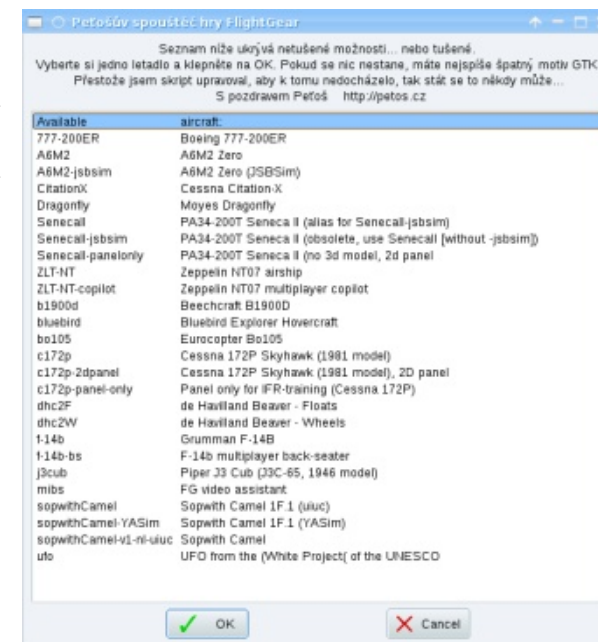 Peťošův spouštěč hry FlightGear
Seznam níže ukrývá netušené možnosti... nebo tušené.
Vyberte si jedno letadlo a klepněte na OK. Pokud se nic nestane, máte nejspíše špatný motiv GTK
Přestože jsem skript upravoval, aby k tomu nedocházelo, tak stát se to někdy může...
S pozdravem Peťoš http://petos.cz
Available aircraft:
777-200ER Boeing 777-200ER
A6M2 A6M2 Zero
A6M2-jsbsim A6M2 Zero (JSBSim)
CitationX Cessna Citation-X
Dragonfly Moyes Dragonfly
SenecaII PA34-200T Seneca II (alias for SenecaII-jsbsim)
SenecaII-jsbsim PA34-200T Seneca II (obsolete, use SenecaII [without -jsbsim])
SenecaII-panelonly PA34-200T Seneca II (no 3d model, 2d panel
ZLT-NT Zeppelin NT07 airship
ZLT-NT-copilot Zeppelin NT07 multiplayer copilot
b1900d Beechcraft B1900D
bluebird Bluebird Explorer Hovercraft
bo105 Eurocopter Bo105
c172p Cessna 172P Skyhawk (1981 model)
c172p-2dpanel Cessna 172P Skyhawk (1981 model), 2D panel
c172p-panel-only Panel only for IFR-training (Cessna 172P)
dhc2F de Havilland Beaver - Floats
dhc2W de Havilland Beaver - Wheels
f-14b Grumman F-14B
f-14b-bs F-14b multiplayer back-seater
j3cub Piper J3 Cub (J3C-65, 1946 model)
mibs FG video assistant
sopwithCamel Sopwith Camel 1F.1 (uiuc)
sopwithCamel-YASim Sopwith Camel 1F.1 (YASim)
sopwithCamel-v1-nl-uiuc Sopwith Camel
ufo UFO from the (White Project( of the UNESCO
OK Cancel